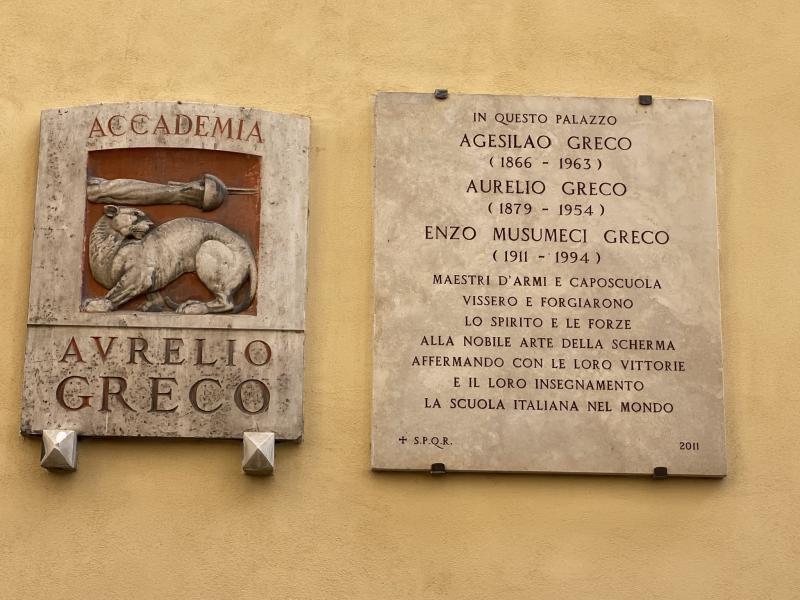 ACCADEMIA
AVRELIO
GRECO
IN QUESTO PALAZZO
AGESILAO GRECO
(1866 - 1963)
AURELIO GRECO
(1879 - 1954)
ENZO MUSUMECI GRECO
(1911 - 1994)
MAESTRI D'ARMI E CAPOSCUOLA
VISSERO E FORGIARONO
LO SPIRITO E LE FORZE
ALLA NOBILE ARTE DELLA SCHERMA
AFFERMANDO CON LE LORO VITTORIE
E IL LORO INSEGNAMENTO
LA SCUOLA ITALIANA NEL MONDO
+ S.P.Q.R. 2011